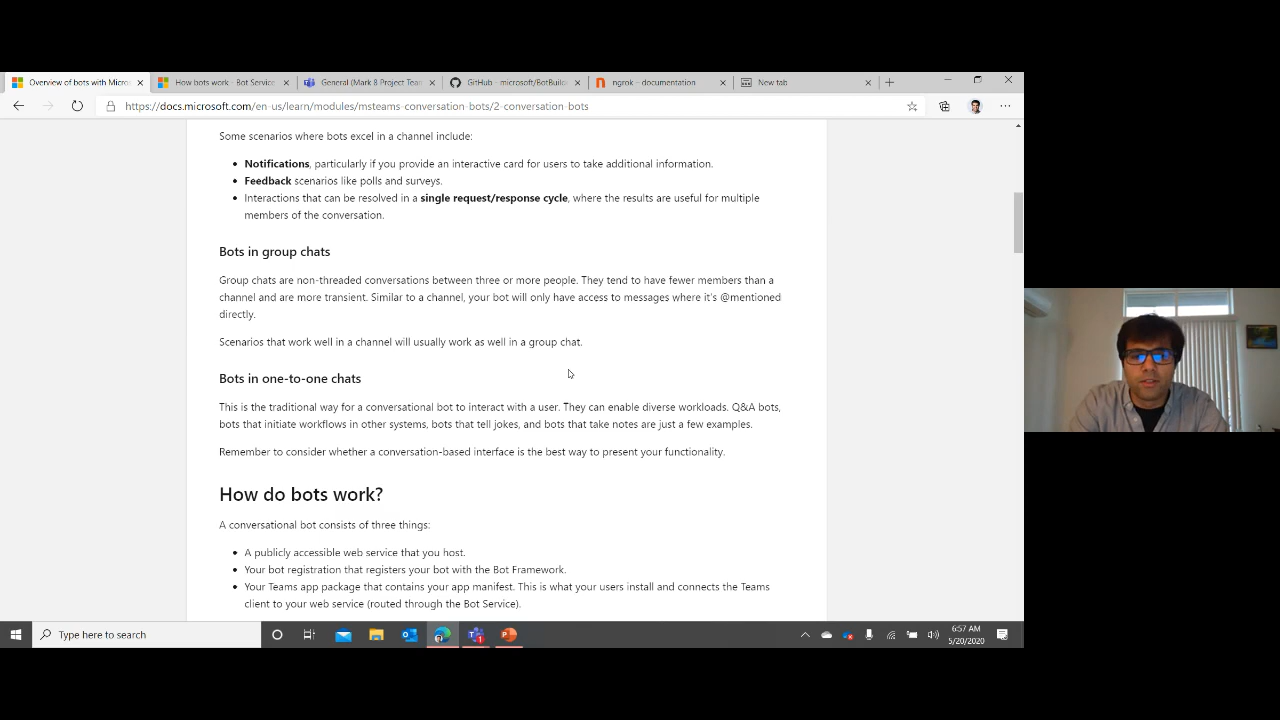 Overview of bots with Micro
How bots work - Bot Service
General (Mark 8 Project Team
GitHub - microsoft/BotBuild
ngrok – documentation
New tab
https://docs.microsoft.com/en-us/learn/modules/msteams-conversation-bots/2-conversation-bots
Some scenarios where bots excel in a channel include:
Notifications, particularly if you provide an interactive card for users to take additional information.
Feedback scenarios like polls and surveys.
Interactions that can be resolved in a single request/response cycle, where the results are useful for multiple
members of the conversation.
Bots in group chats
Group chats are non-threaded conversations between three or more people. They tend to have fewer members than a
channel and are more transient. Similar to a channel, your bot will only have access to messages where it's @mentioned
directly.
Scenarios that work well in a channel will usually work as well in a group chat.
Bots in one-to-one chats
This is the traditional way for a conversational bot to interact with a user. They can enable diverse workloads. Q&A bots,
bots that initiate workflows in other systems, bots that tell jokes, and bots that take notes are just a few examples.
Remember to consider whether a conversation-based interface is the best way to present your functionality.
How do bots work?
A conversational bot consists of three things:
A publicly accessible web service that you host.
Your bot registration that registers your bot with the Bot Framework.
Your Teams app package that contains your app manifest. This is what your users install and connects the Teams
client to your web service (routed through the Bot Service).
Type here to search
6:57 AM
5/20/2020